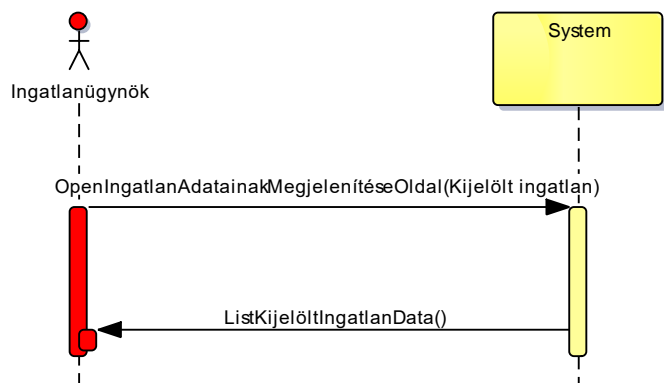 System
Ingatlanügynök
OpenIngatlanAdatainakMegjelenítéseOldal(Kijelölt ingatlan)
ListKijelöltIngatlanData()